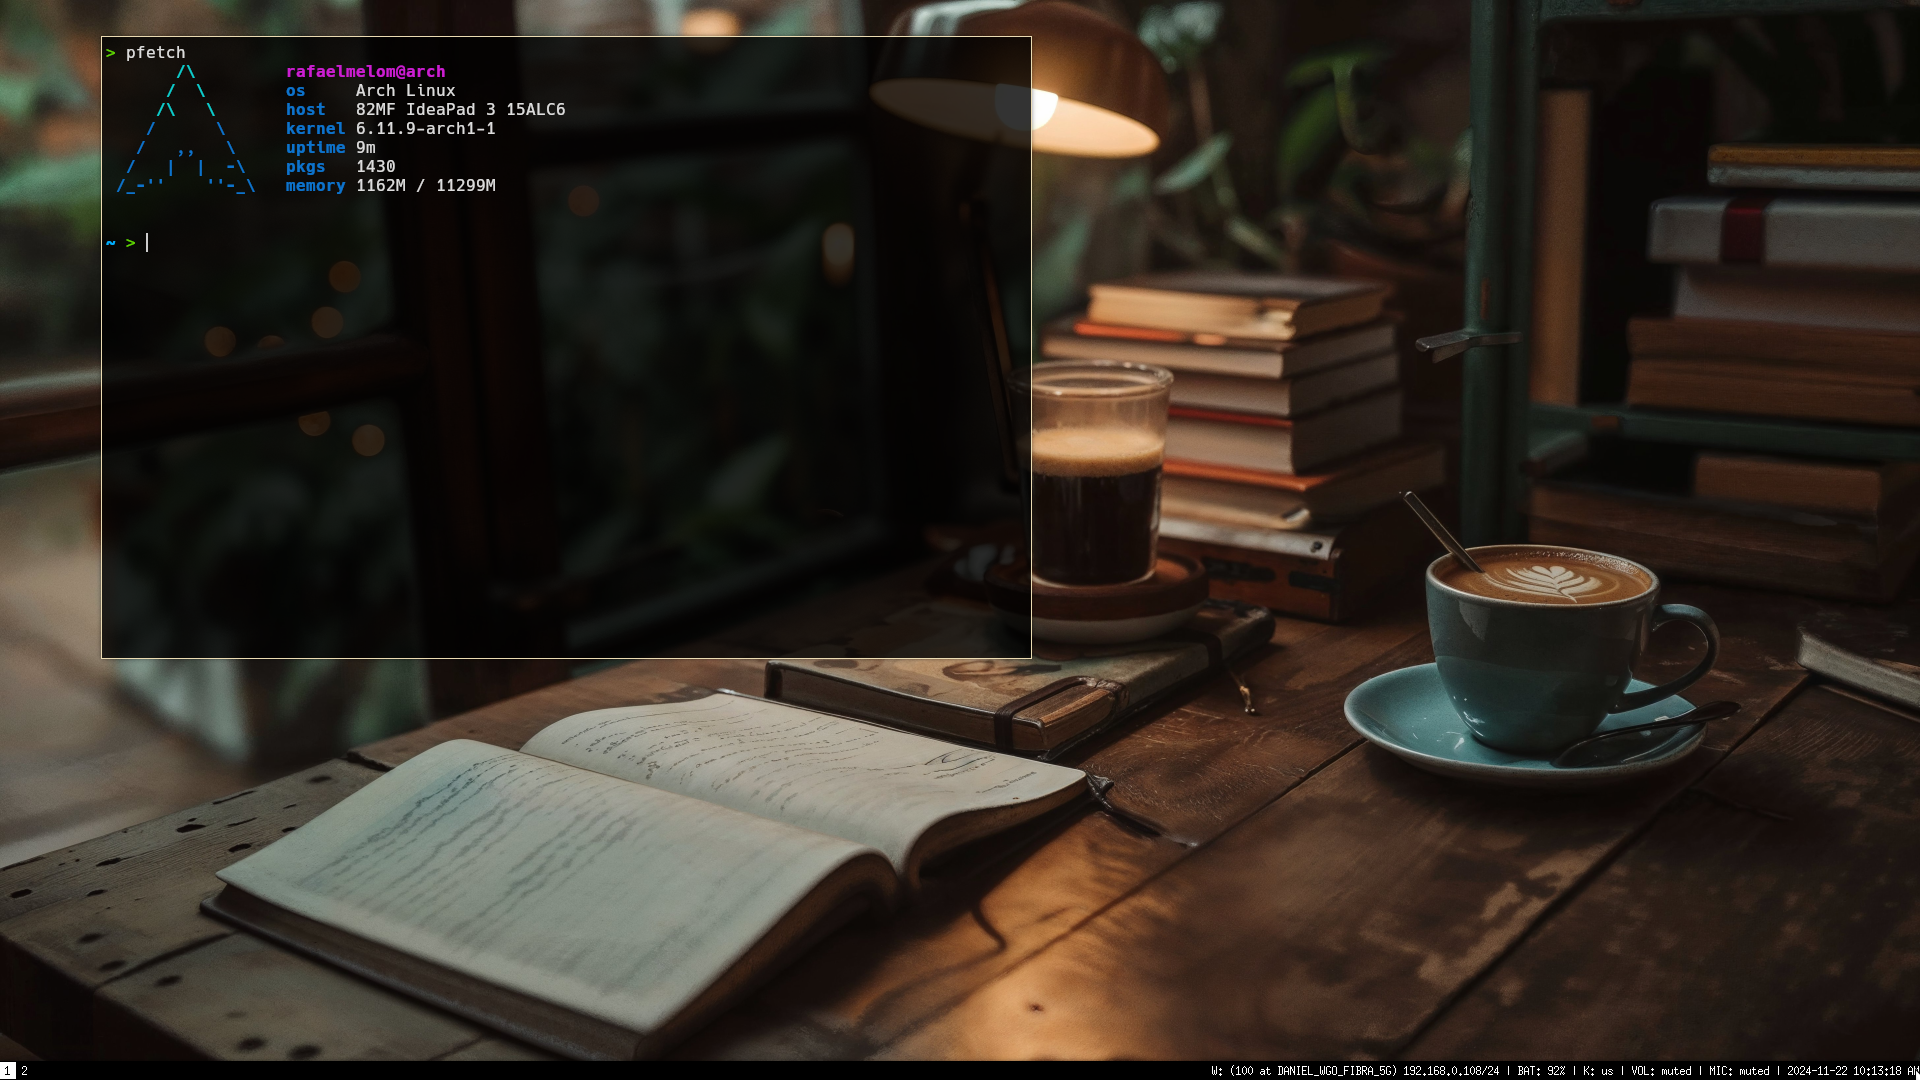 > pfetch
rafaelmelom@arch
os Arch Linux
host 82MF IdeaPad 3 15ALC6
kernel 6.11.9-arch1-1
uptime 9m
pkgs 1430
memory 1162M / 11299M
~ >
1 2
W: (100 at DANIEL_WGO_FIBRA_5G) 192.168.0.108/24 | BAT: 92% | K: us | VOL: muted | MIC: muted | 2024-11-22 10:13:18 AM